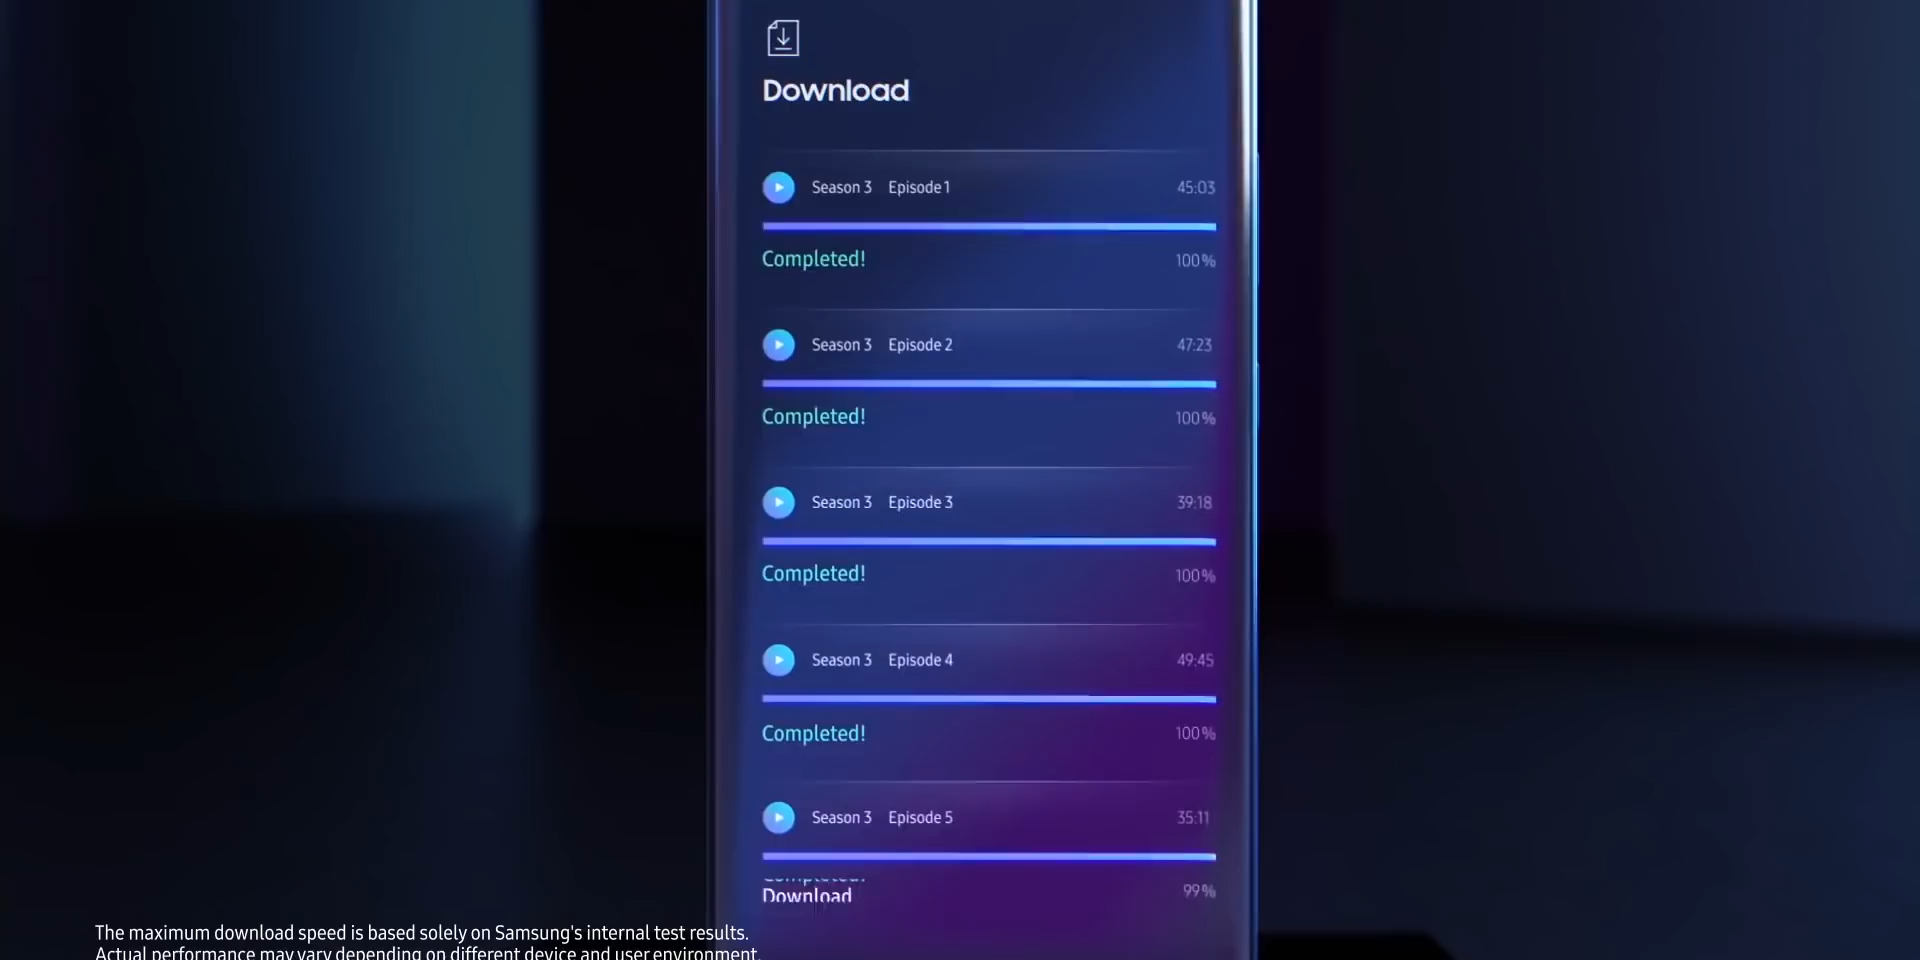 Download
Season 3 Episode 1 45:03
Completed! 100%
Season 3 Episode 2 47:23
Completed! 100%
Season 3 Episode 3 39:18
Completed! 100%
Season 3 Episode 4 49:45
Completed! 100%
Season 3 Episode 5 35:11
Completed!
Download 99%
The maximum download speed is based solely on Samsung's internal test results.
Actual performance may vary depending on different device and user environment.